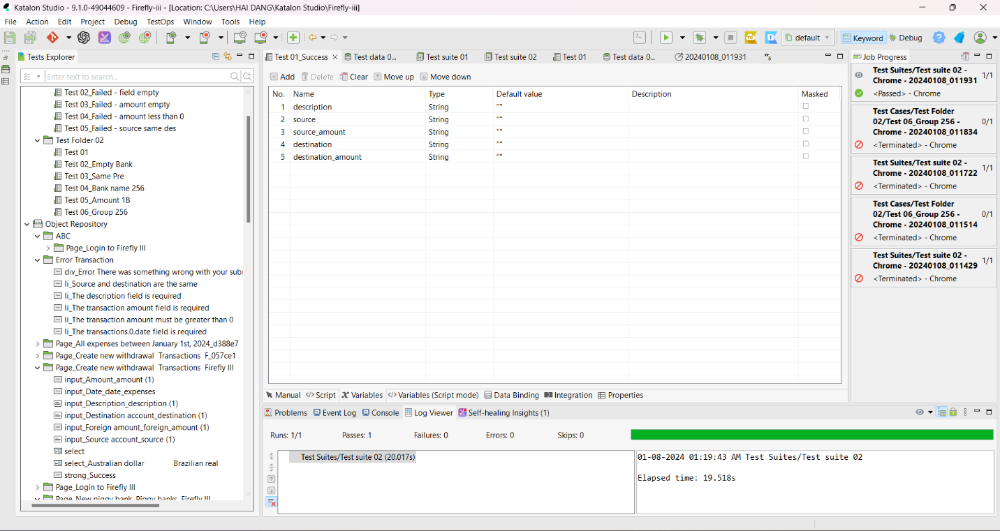 Katalon Studio - 9.1.0-49044609 - Firefly-iii - [Location: C:\Users\HAI DANG\Katalon Studio\Firefly-iii]
File Action Edit Project Debug TestOps Window Tools Help
default Keyword Debug
Tests Explorer
Enter text to search...
Test 02_Failed - field empty
Test 03_Failed - amount empty
Test 04_Failed - amount less than 0
Test 05_Failed - source same des
Test Folder 02
Test 01
Test 02_Empty Bank
Test 03_Same Pre
Test 04_Bank name 256
Test 05_Amount 1B
Test 06_Group 256
Object Repository
ABC
Page_Login to Firefly III
Error Transaction
div_Error There was something wrong with your sub
li_Source and destination are the same
li_The description field is required
li_The transaction amount field is required
li_The transaction amount must be greater than 0
li_The transactions.0.date field is required
Page_All expenses between January 1st, 2024_d388e7
Page_Create new withdrawal Transactions F_057ce1
Page_Create new withdrawal Transactions Firefly III
input_Amount_amount (1)
input_Date_date_expenses
input_Description_description (1)
input_Destination account_destination (1)
input_Foreign amount_foreign_amount (1)
input_Source account_source (1)
select
select_Australian dollar Brazilian real
strong_Success
Page_Login to Firefly III
Page_New piggy bank Piggy banks Firefly III
Test 01_Success Test data 0... Test suite 01 Test suite 02 Test 01 Test data 0... 20240108_011931 »6
Add Delete Clear Move up Move down
No. Name Type Default value Description Masked
1 description String ""
2 source String ""
3 source_amount String ""
4 destination String ""
5 destination_amount String ""
Manual </> Script Variables </> Variables (Script mode) Data Binding Integration Properties
Problems Event Log Console Log Viewer Self-healing Insights (1)
Runs: 1/1 Passes: 1 Failures: 0 Errors: 0 Skips: 0
Test Suites/Test suite 02 (20.017s)
01-08-2024 01:19:43 AM Test Suites/Test suite 02
Elapsed time: 19.518s
Job Progress
Test Suites/Test suite 02 -
Chrome - 20240108_011931 1/1
<Passed> - Chrome
Test Cases/Test Folder
02/Test 06_Group 256 - 0/1
Chrome - 20240108_011834
<Terminated> - Chrome
Test Suites/Test suite 02 -
Chrome - 20240108_011722 1/1
<Terminated> - Chrome
Test Cases/Test Folder
02/Test 06_Group 256 - 0/1
Chrome - 20240108_011514
<Terminated> - Chrome
Test Suites/Test suite 02 -
Chrome - 20240108_011429 1/1
<Terminated> - Chrome